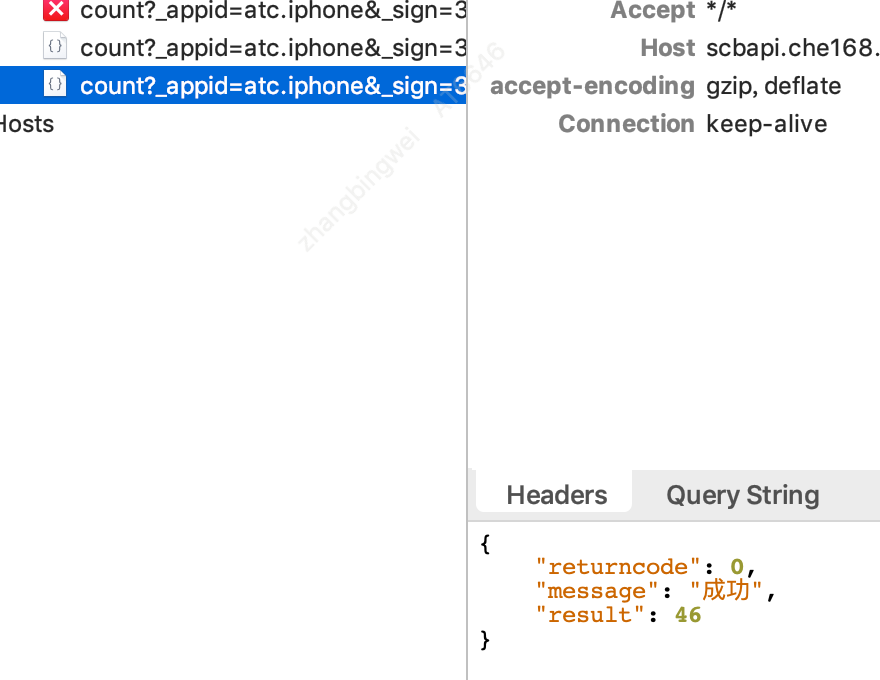 count?_appid=atc.iphone&_sign=3
count?_appid=atc.iphone&_sign=3
count?_appid=atc.iphone&_sign=3
Hosts
zhangbingwei
Accept */*
Host scbapi.che168.
accept-encoding gzip, deflate
Connection keep-alive
Headers Query String
{
"returncode": 0,
"message": "成功",
"result": 46
}